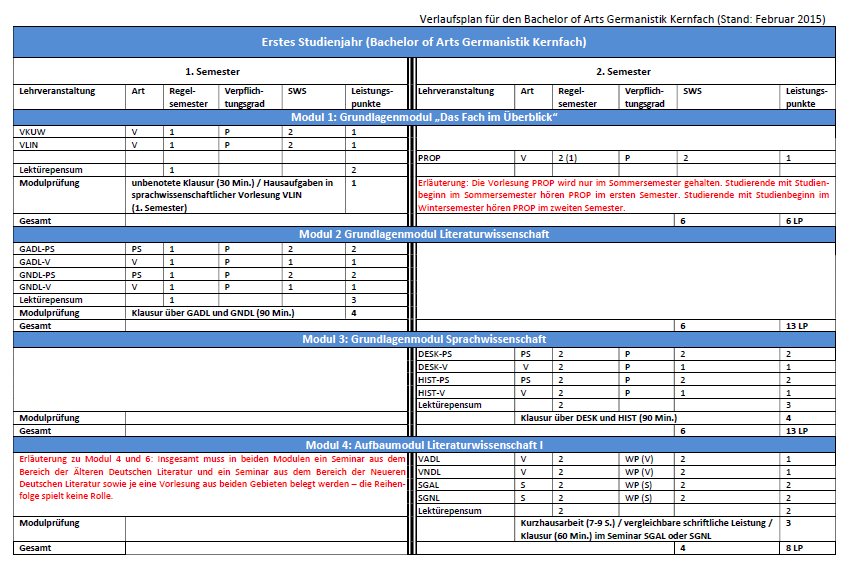 Verlaufsplan für den Bachelor of Arts Germanistik Kernfach (Stand: Februar 2015)
Erstes Studienjahr (Bachelor of Arts Germanistik Kernfach)
1. Semester 2. Semester
Lehrveranstaltung Art Regel- Verpflich- SWS Leistungs- Lehrveranstaltung Art Regel- Verpflich- SWS Leistungs-
semester tungsgrad punkte semester tungsgrad punkte
Modul 1: Grundlagenmodul „Das Fach im Überblick“
VKUW V 1 P 2 1
VLIN V 1 P 2 1
PROP V 2 (1) P 2 1
Lektürepensum 1 2
Modulprüfung unbenotete Klausur (30 Min.) / Hausaufgaben in 1 Erläuterung: Die Vorlesung PROP wird nur im Sommersemester gehalten. Studierende mit Studien-
sprachwissenschaftlicher Vorlesung VLIN beginn im Sommersemester hören PROP im ersten Semester. Studierende mit Studienbeginn im
(1. Semester) Wintersemester hören PROP im zweiten Semester.
Gesamt 6 6 LP
Modul 2 Grundlagenmodul Literaturwissenschaft
GADL-PS PS 1 P 2 2
GADL-V V 1 P 1 1
GNDL-PS PS 1 P 2 2
GNDL-V V 1 P 1 1
Lektürepensum 1 3
Modulprüfung Klausur über GADL und GNDL (90 Min.) 4
Gesamt 6 13 LP
Modul 3: Grundlagenmodul Sprachwissenschaft
DESK-PS PS 2 P 2 2
DESK-V V 2 P 1 1
HIST-PS PS 2 P 2 2
HIST-V V 2 P 1 1
Lektürepensum 2 3
Modulprüfung Klausur über DESK und HIST (90 Min.) 4
Gesamt 6 13 LP
Modul 4: Aufbaumodul Literaturwissenschaft I
Erläuterung zu Modul 4 und 6: Insgesamt muss in beiden Modulen ein Seminar aus dem VADL V 2 WP (V) 2 1
Bereich der Älteren Deutschen Literatur und ein Seminar aus dem Bereich der Neueren VNDL V 2 WP (V) 2 1
Deutschen Literatur sowie je eine Vorlesung aus beiden Gebieten belegt werden – die Reihen- SGAL S 2 WP (S) 2 2
folge spielt keine Rolle. SGNL S 2 WP (S) 2 2
Lektürepensum 2 2
Modulprüfung Kurzhausarbeit (7-9 S.) / vergleichbare schriftliche Leistung / 3
Klausur (60 Min.) im Seminar SGAL oder SGNL
Gesamt 4 8 LP